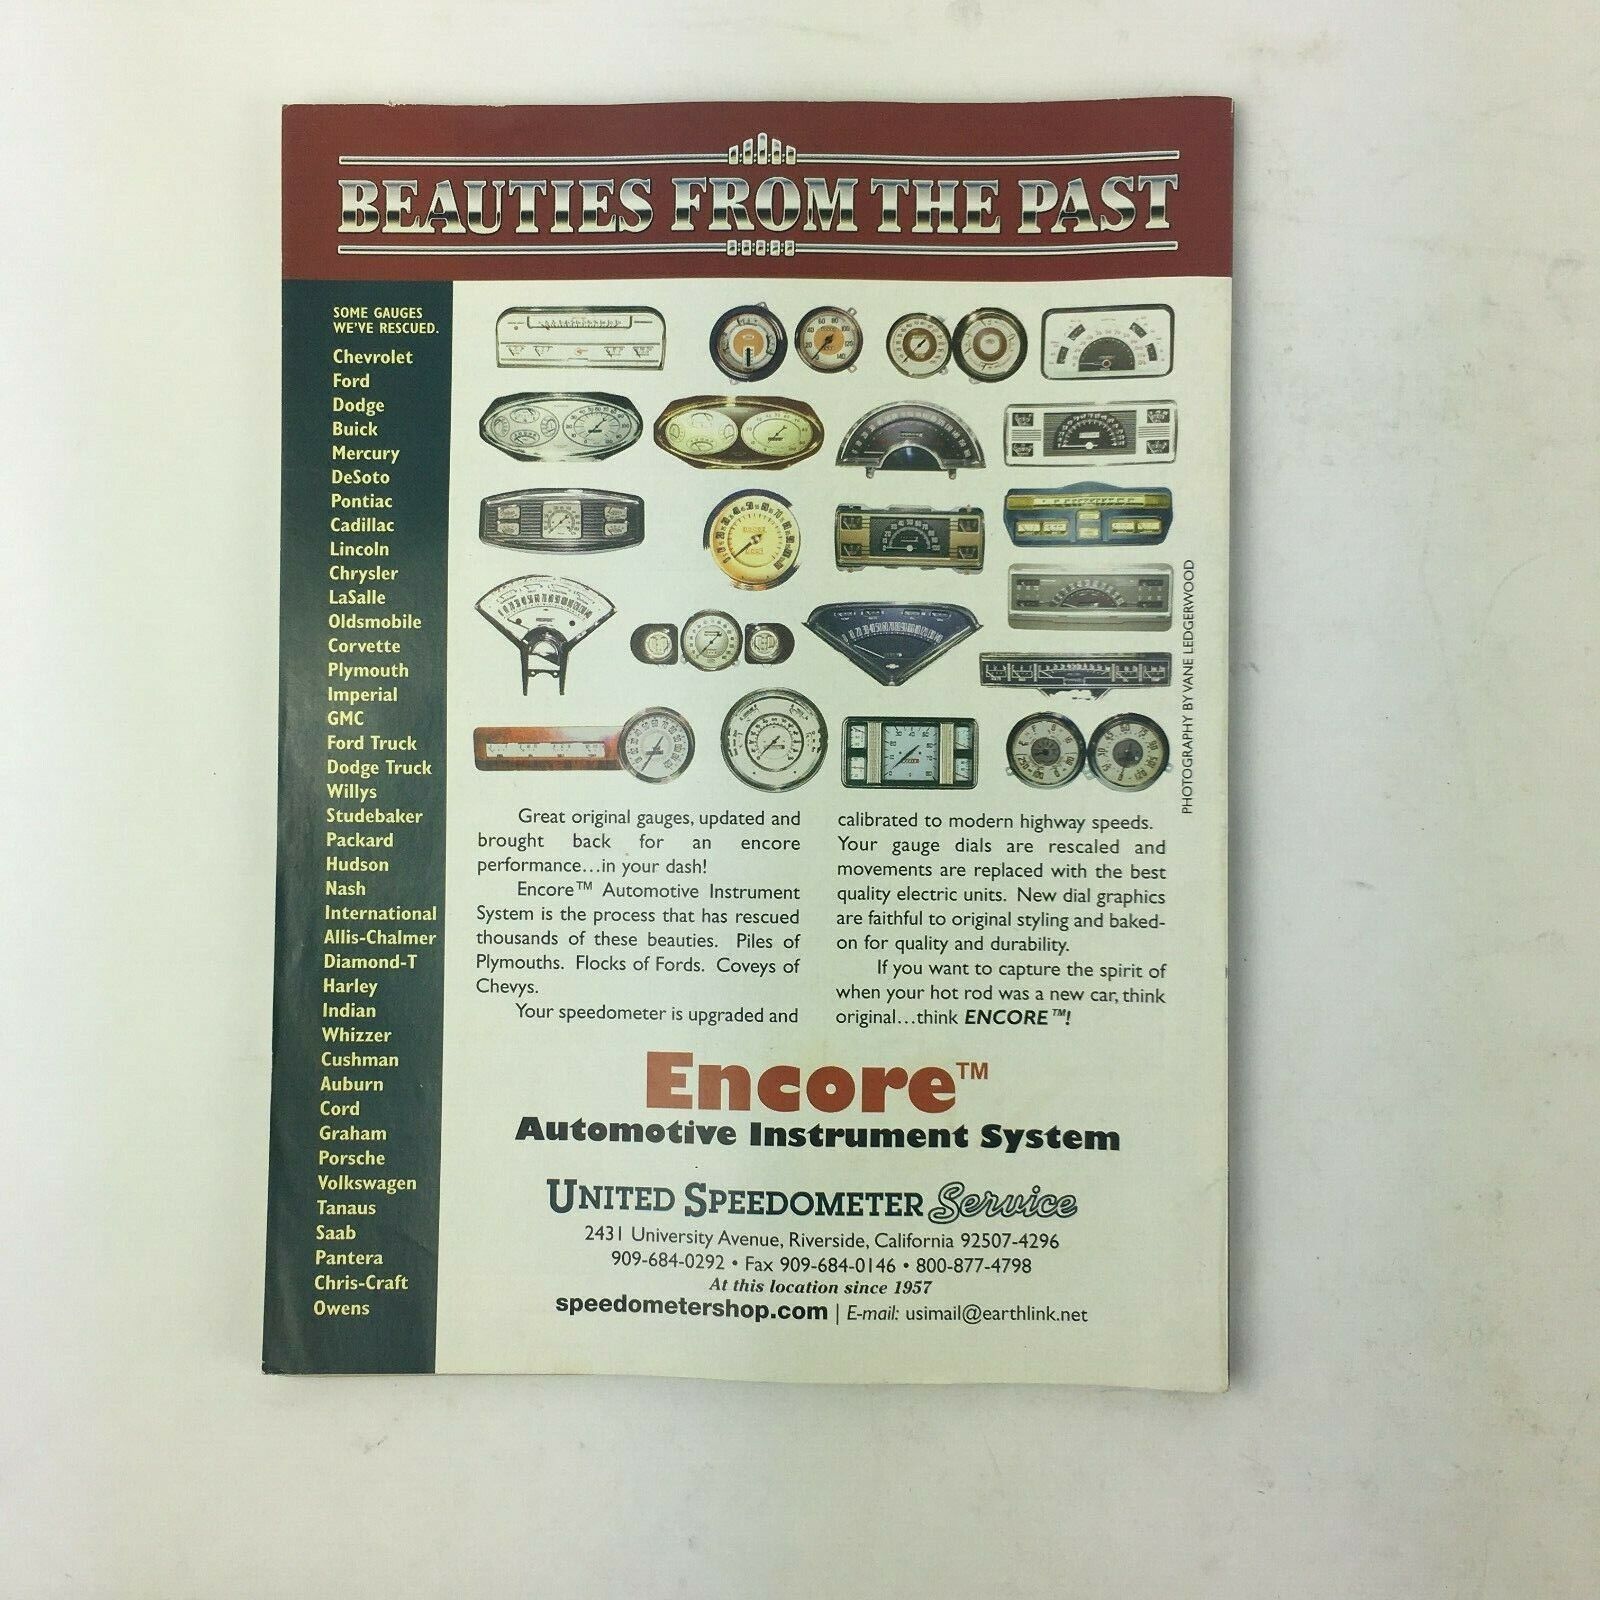 BEAUTIES FROM THE PAST
SOME GAUGES
WE'VE RESCUED.
Chevrolet
Ford
Dodge
Buick
Mercury
DeSoto
Pontiac
Cadillac
Lincoln
Chrysler
LaSalle
Oldsmobile
Corvette
Plymouth
Imperial
GMC
Ford Truck
Dodge Truck
Willys
Studebaker
Packard
Hudson
Nash
International
Allis-Chalmer
Diamond-T
Harley
Indian
Whizzer
Cushman
Auburn
Cord
Graham
Porsche
Volkswagen
Tanaus
Saab
Pantera
Chris-Craft
Owens
PHOTOGRAPHY BY VANE LEDGERWOOD
Great original gauges, updated and
brought back for an encore
performance...in your dash!
Encore™ Automotive Instrument
System is the process that has rescued
thousands of these beauties. Piles of
Plymouths. Flocks of Fords. Coveys of
Chevys.
Your speedometer is upgraded and
calibrated to modern highway speeds.
Your gauge dials are rescaled and
movements are replaced with the best
quality electric units. New dial graphics
are faithful to original styling and baked-
on for quality and durability.
If you want to capture the spirit of
when your hot rod was a new car, think
original...think ENCORE™!
Encore™
Automotive Instrument System
UNITED SPEEDOMETER Service
2431 University Avenue, Riverside, California 92507-4296
909-684-0292 • Fax 909-684-0146 • 800-877-4798
At this location since 1957
speedometershop.com | E-mail: usimail@earthlink.net